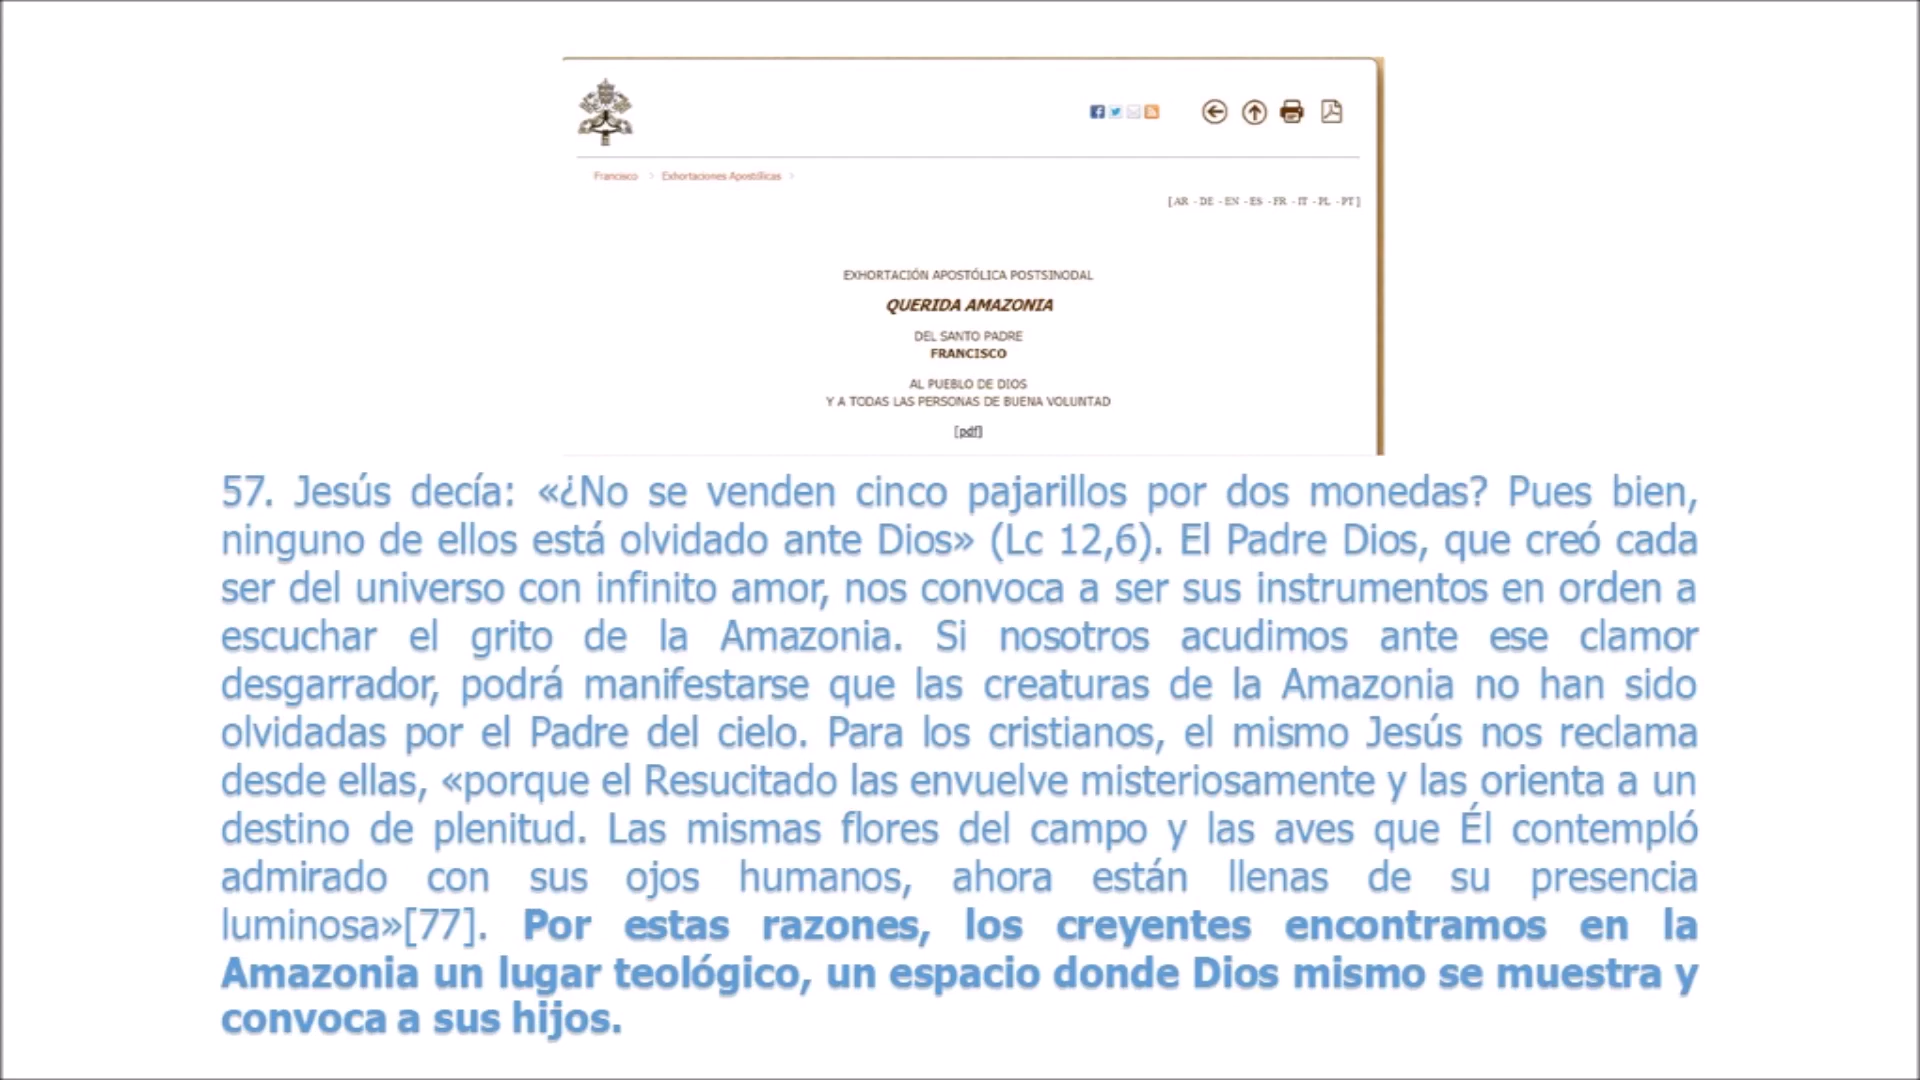 Francisco > Exhortaciones Apostólicas >
[ AR - DE - EN - ES - FR - IT - PL - PT ]
EXHORTACIÓN APOSTÓLICA POSTSINODAL
QUERIDA AMAZONIA
DEL SANTO PADRE
FRANCISCO
AL PUEBLO DE DIOS
Y A TODAS LAS PERSONAS DE BUENA VOLUNTAD
[pdf]
57. Jesús decía: «¿No se venden cinco pajarillos por dos monedas? Pues bien,
ninguno de ellos está olvidado ante Dios» (Lc 12,6). El Padre Dios, que creó cada
ser del universo con infinito amor, nos convoca a ser sus instrumentos en orden a
escuchar el grito de la Amazonia. Si nosotros acudimos ante ese clamor
desgarrador, podrá manifestarse que las creaturas de la Amazonia no han sido
olvidadas por el Padre del cielo. Para los cristianos, el mismo Jesús nos reclama
desde ellas, «porque el Resucitado las envuelve misteriosamente y las orienta a un
destino de plenitud. Las mismas flores del campo y las aves que Él contempló
admirado con sus ojos humanos, ahora están llenas de su presencia
luminosa»[77]. Por estas razones, los creyentes encontramos en la
Amazonia un lugar teológico, un espacio donde Dios mismo se muestra y
convoca a sus hijos.